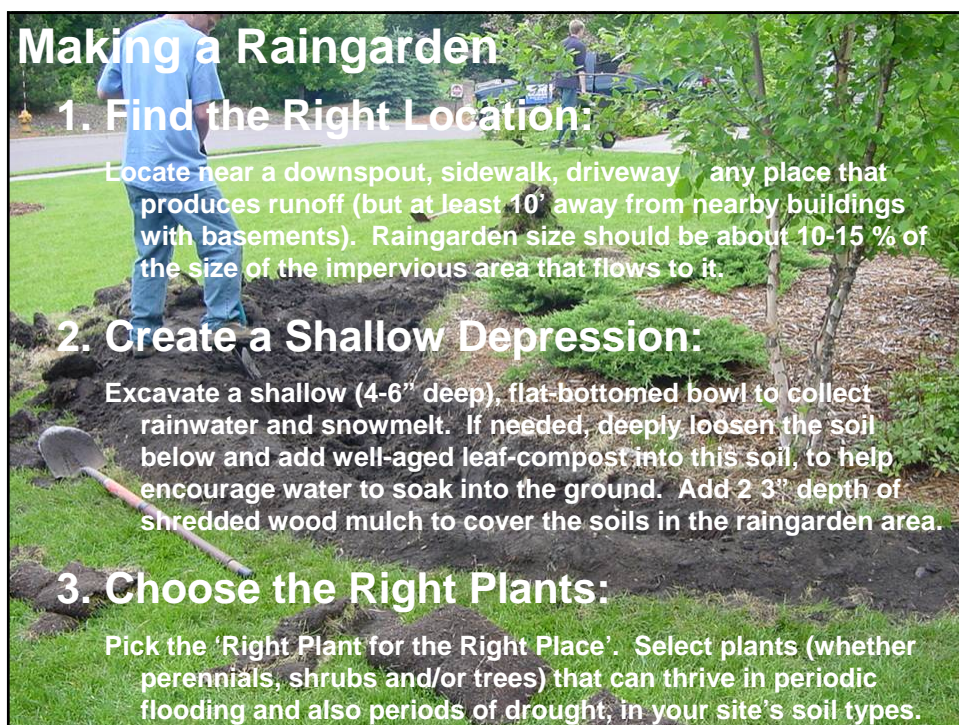 Making a Raingarden
1. Find the Right Location:
Locate near a downspout, sidewalk, driveway any place that
produces runoff (but at least 10' away from nearby buildings
with basements). Raingarden size should be about 10-15 % of
the size of the impervious area that flows to it.
2. Create a Shallow Depression:
Excavate a shallow (4-6” deep), flat-bottomed bowl to collect
rainwater and snowmelt. If needed, deeply loosen the soil
below and add well-aged leaf-compost into this soil, to help
encourage water to soak into the ground. Add 2 3” depth of
shredded wood mulch to cover the soils in the raingarden area.
3. Choose the Right Plants:
Pick the ‘Right Plant for the Right Place’. Select plants (whether
perennials, shrubs and/or trees) that can thrive in periodic
flooding and also periods of drought, in your site’s soil types.